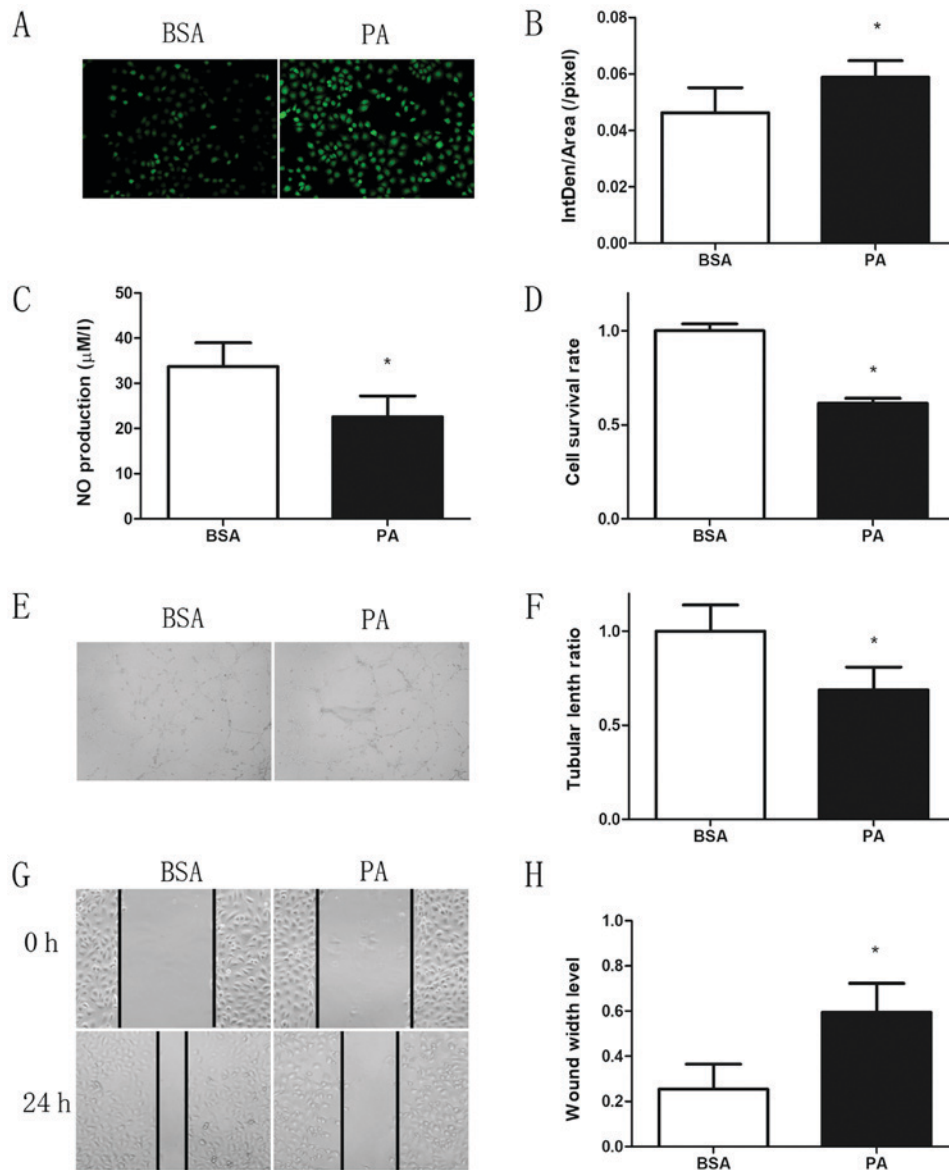 A
BSA
PA
B
*
IntDen/Area (/pixel)
0.08
0.06
0.04
0.02
0.00
BSA
PA
C
*
NO production (μM/l)
50
40
30
20
10
0
BSA
PA
D
*
Cell survival rate
1.0
0.5
0.0
BSA
PA
E
BSA
PA
F
*
Tubular lenth ratio
1.0
0.5
0.0
BSA
PA
G
BSA
PA
0 h
24 h
H
*
Wound width level
1.0
0.8
0.6
0.4
0.2
0.0
BSA
PA